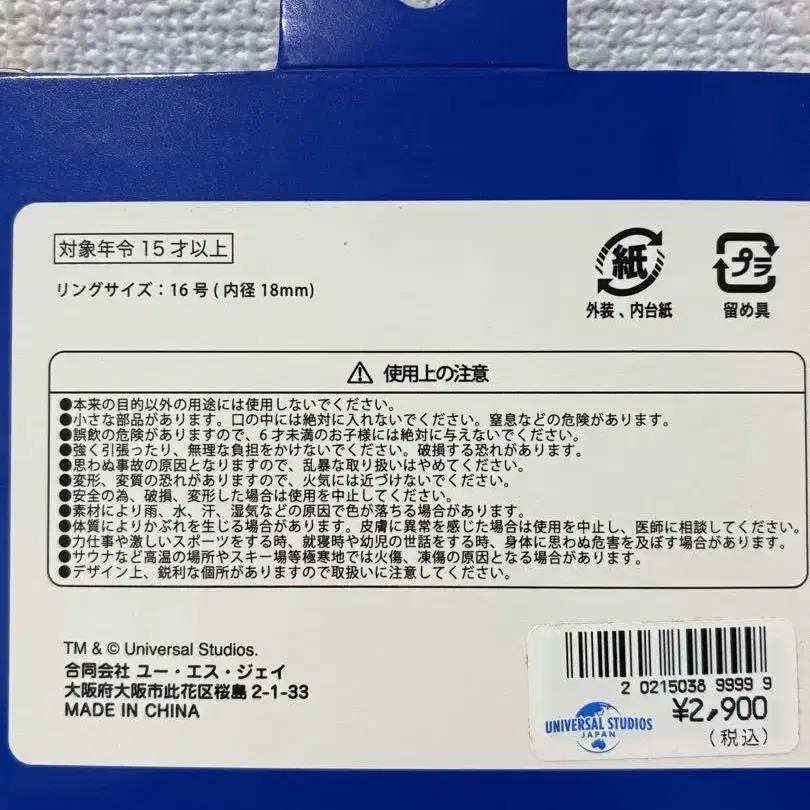 対象年令15才以上
リングサイズ：16号(内径18mm)
紙
外装、内台紙
プラ
留め具
使用上の注意
●本来の目的以外の用途には使用しないでください。
●小さな部品があります。口の中には絶対に入れないでください。窒息などの危険があります。
●誤飲の危険がありますので、6才未満のお子様には絶対に与えないでください。
●強く引張ったり、無理な負担をかけないでください。破損する恐れがあります。
●思わぬ事故の原因となりますので、乱暴な取り扱いはやめてください。
●変形、変質の恐れがありますので、火気には近づけないでください。
●安全の為、破損、変形した場合は使用を中止してください。
●素材により雨、水、汗、湿気などの原因で色が落ちる場合があります。
●体質によりかぶれを生じる場合があります。皮膚に異常を感じた場合は使用を中止し、医師に相談してください。
●力仕事や激しいスポーツをする時、就寝時や幼児の世話をする時、身体に思わぬ危害を及ぼす場合があります。
●サウナなど高温の場所やスキー場等極寒地では火傷、凍傷の原因となる場合があります。
●デザイン上、鋭利な個所がありますので取扱いに注意してください。
TM & © Universal Studios.
合同会社 ユー・エス・ジェイ
大阪府大阪市此花区桜島2-1-33
MADE IN CHINA
2 0215038 9999 9
UNIVERSAL STUDIOS
JAPAN
¥2,900
(税込)